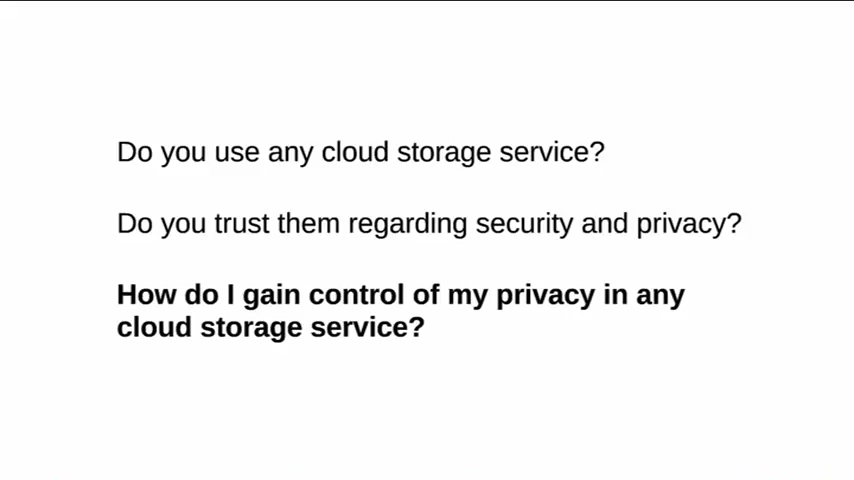 Do you use any cloud storage service?
Do you trust them regarding security and privacy?
How do I gain control of my privacy in any
cloud storage service?